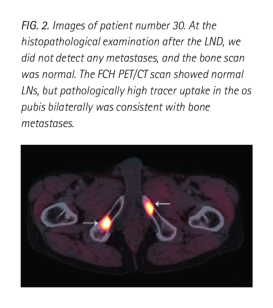 FIG. 2. Images of patient number 30. At the
histopathological examination after the LND, we
did not detect any metastases, and the bone scan
was normal. The FCH PET/CT scan showed normal
LNs, but pathologically high tracer uptake in the os
pubis bilaterally was consistent with bone
metastases.